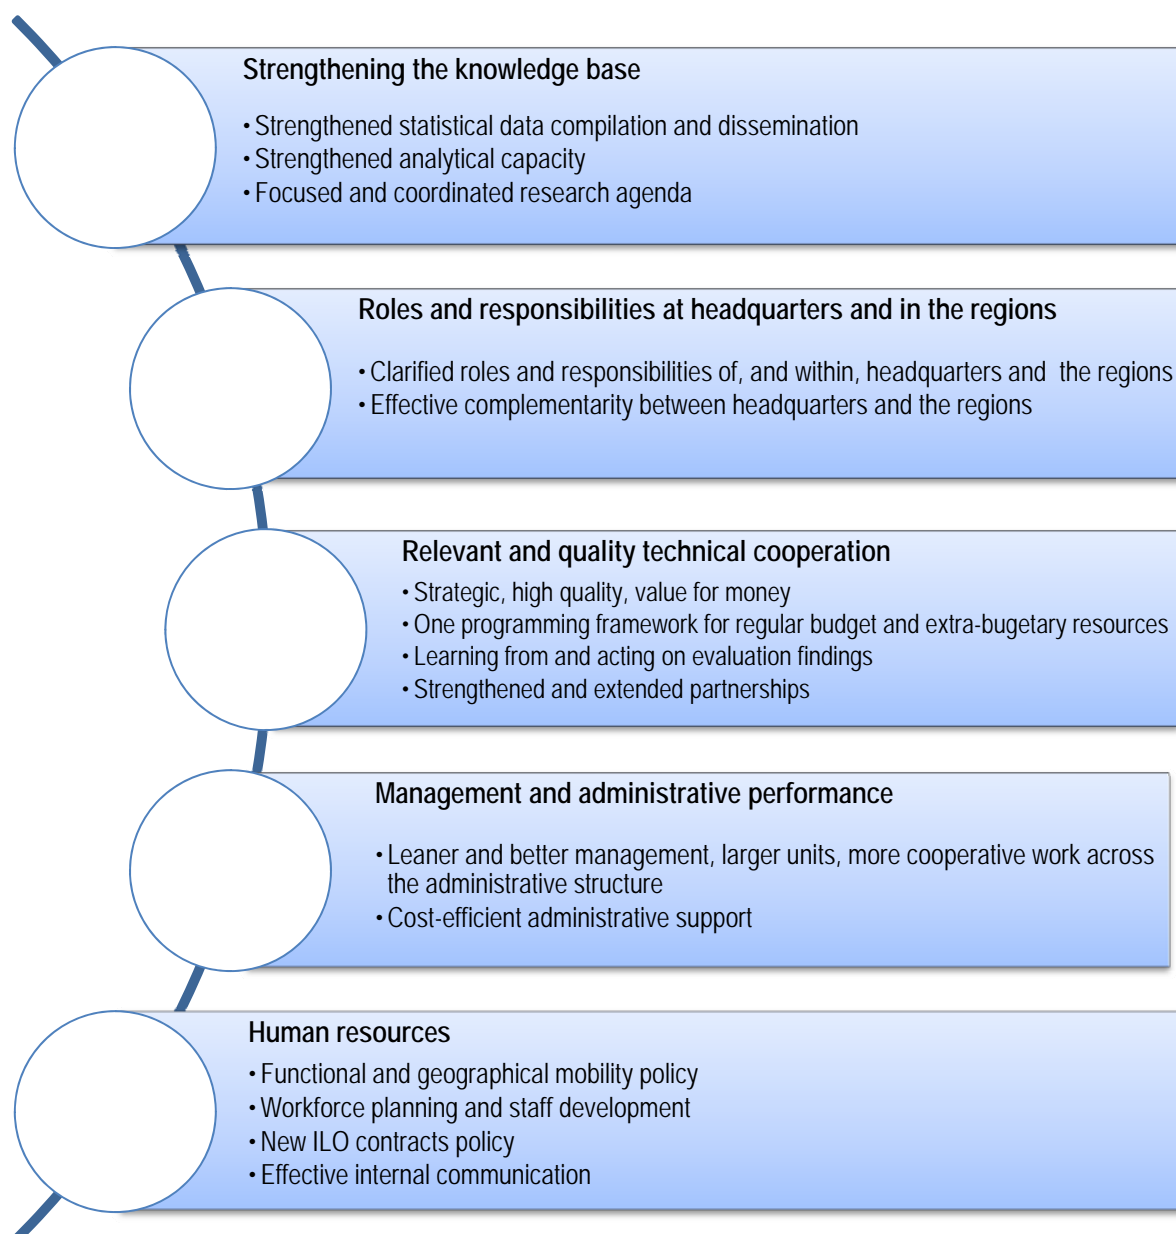 Strengthening the knowledge base
• Strengthened statistical data compilation and dissemination
• Strengthened analytical capacity
• Focused and coordinated research agenda
Roles and responsibilities at headquarters and in the regions
• Clarified roles and responsibilities of, and within, headquarters and the regions
• Effective complementarity between headquarters and the regions
Relevant and quality technical cooperation
• Strategic, high quality, value for money
• One programming framework for regular budget and extra-bugetary resources
• Learning from and acting on evaluation findings
• Strengthened and extended partnerships
Management and administrative performance
• Leaner and better management, larger units, more cooperative work across
the administrative structure
• Cost-efficient administrative support
Human resources
• Functional and geographical mobility policy
• Workforce planning and staff development
• New ILO contracts policy
• Effective internal communication